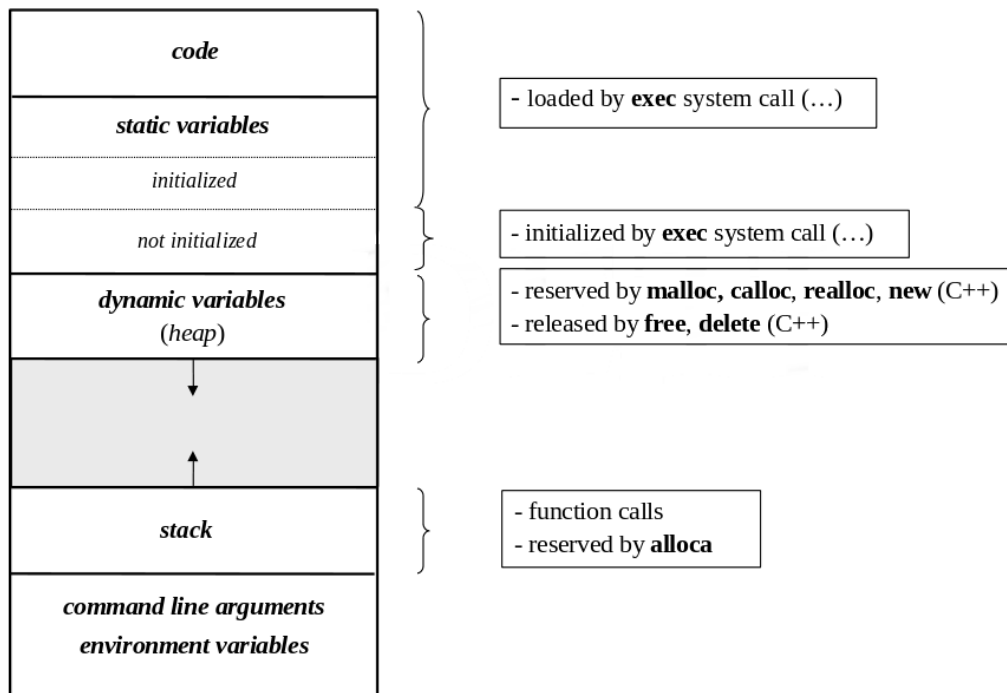 code
- loaded by exec system call (…)
static variables
initialized
not initialized
- initialized by exec system call (…)
dynamic variables
(heap)
- reserved by malloc, calloc, realloc, new (C++)
- released by free, delete (C++)
stack
- function calls
- reserved by alloca
command line arguments
environment variables